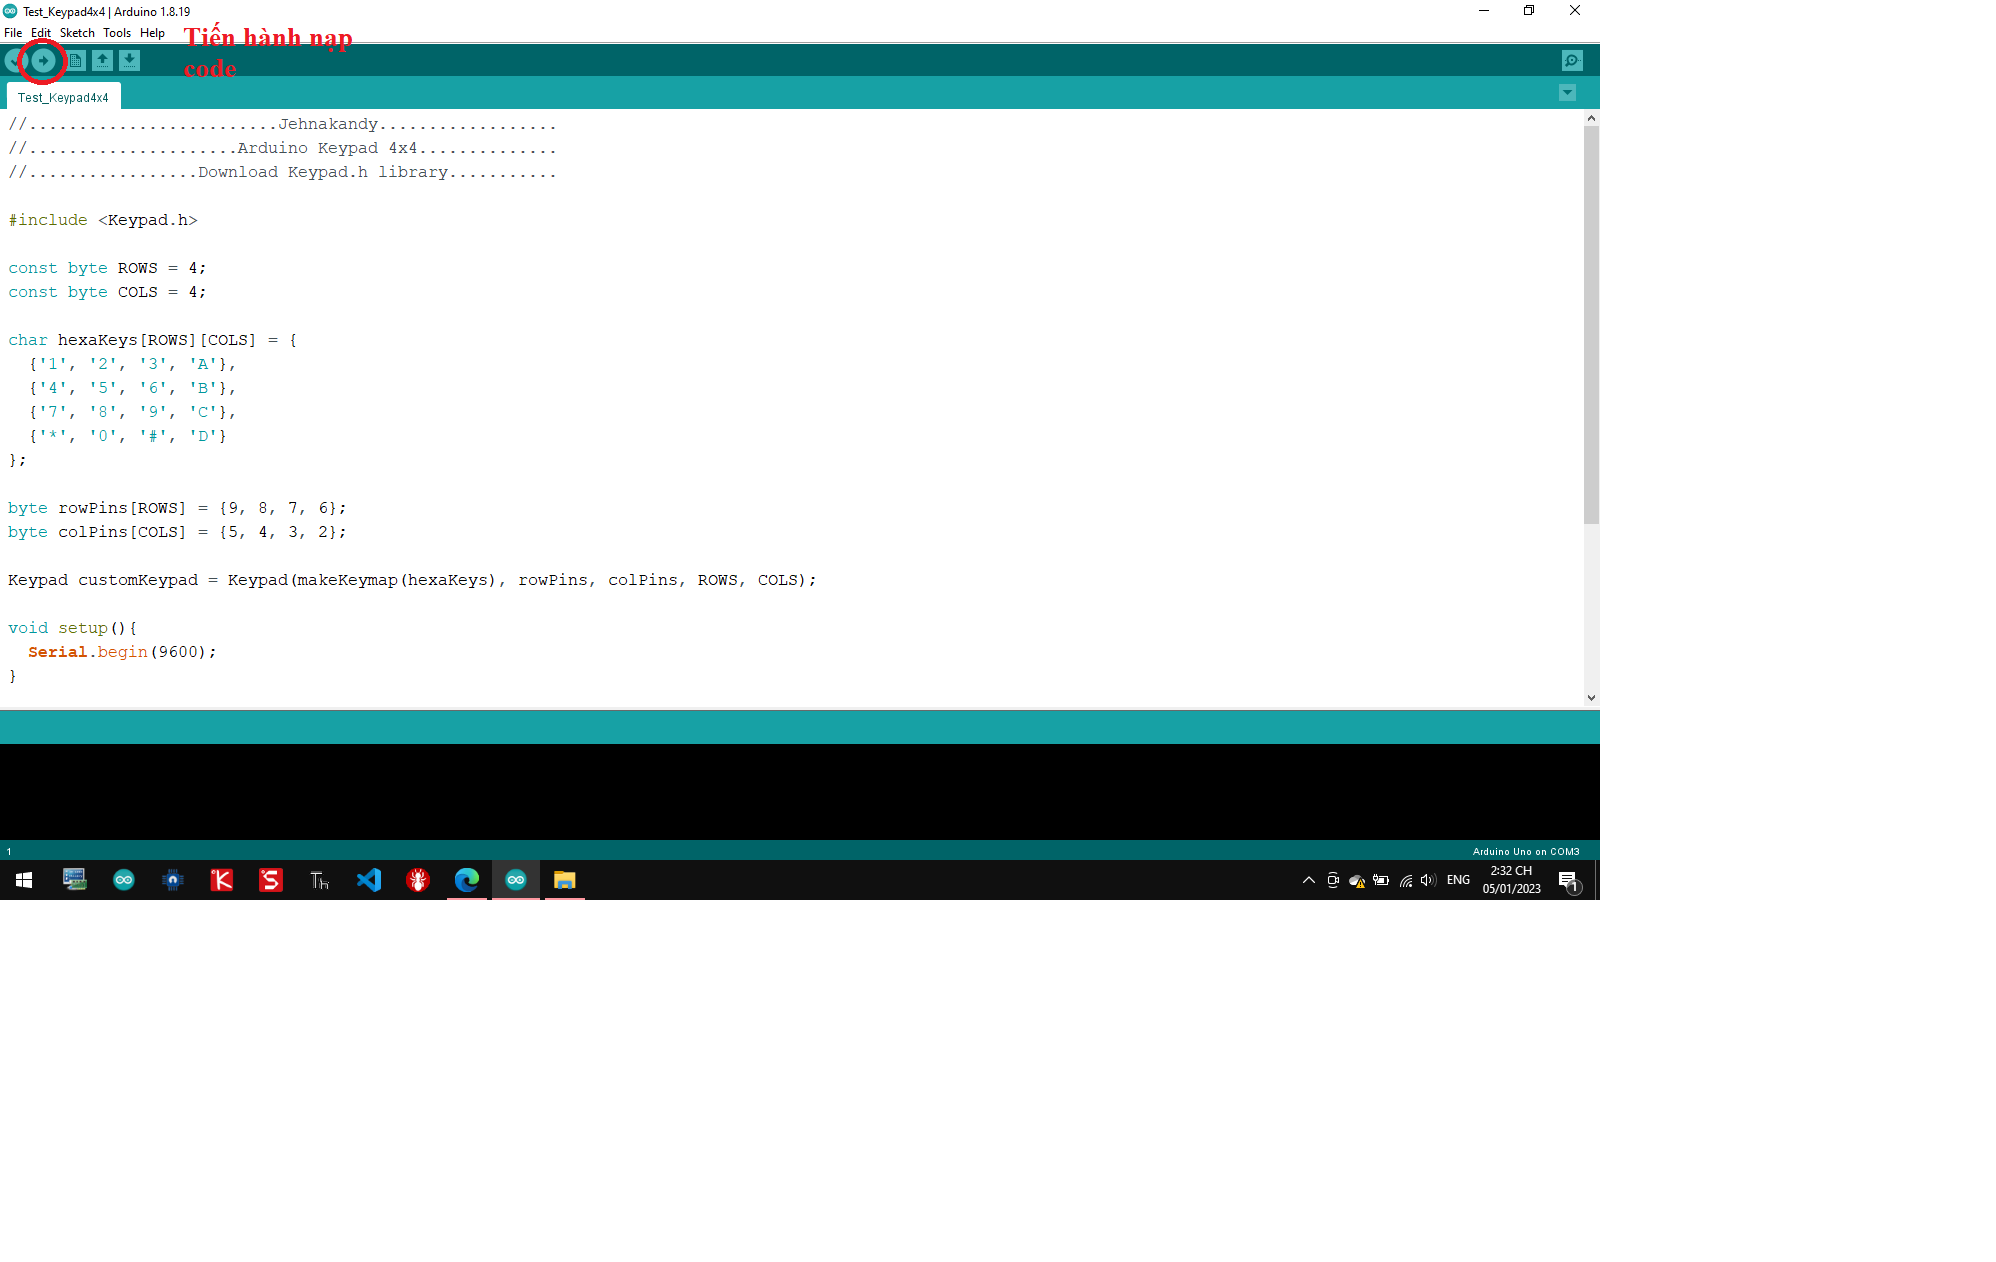 Test_Keypad4x4 | Arduino 1.8.19
File Edit Sketch Tools Help
Tiến hành nạp
code
Test_Keypad4x4
//.........................Jehnakandy..................
//.....................Arduino Keypad 4x4..............
//.................Download Keypad.h library...........
#include <Keypad.h>
const byte ROWS = 4;
const byte COLS = 4;
char hexaKeys[ROWS][COLS] = {
{'1', '2', '3', 'A'},
{'4', '5', '6', 'B'},
{'7', '8', '9', 'C'},
{'*', '0', '#', 'D'}
};
byte rowPins[ROWS] = {9, 8, 7, 6};
byte colPins[COLS] = {5, 4, 3, 2};
Keypad customKeypad = Keypad(makeKeymap(hexaKeys), rowPins, colPins, ROWS, COLS);
void setup(){
Serial.begin(9600);
}
1
Arduino Uno on COM3
ENG
2:32 CH
05/01/2023
1